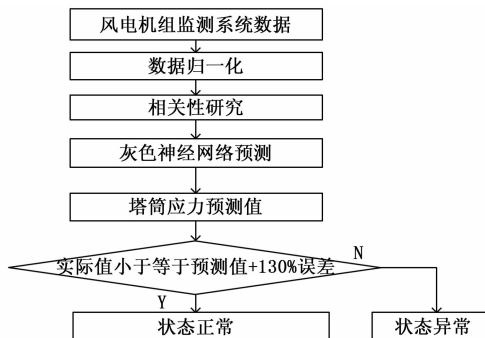 风电机组监测系统数据
数据归一化
相关性研究
灰色神经网络预测
塔筒应力预测值
实际值小于等于预测值+130%误差
N
Y
状态正常
状态异常